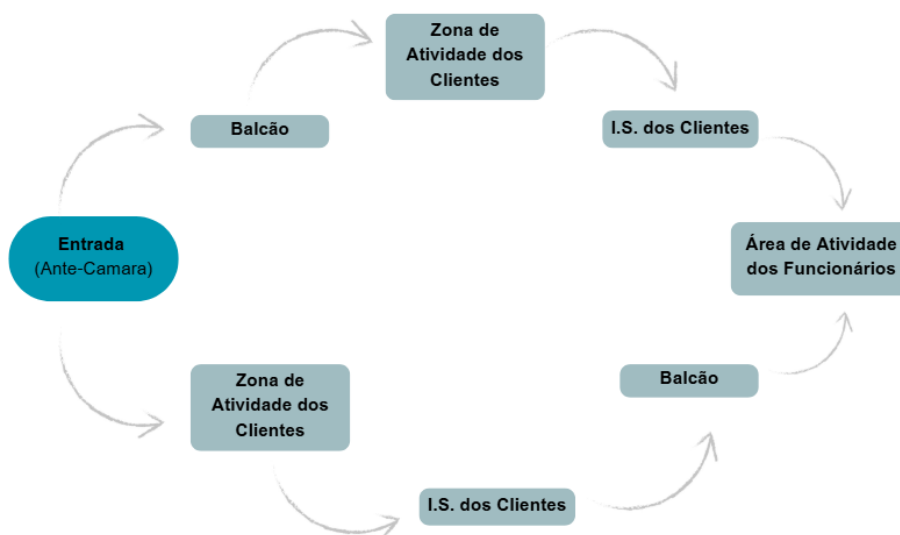 Zona de
Atividade dos
Clientes
Balcão
I.S. dos Clientes
Entrada
(Ante-Camara)
Área de Atividade
dos Funcionários
Zona de
Atividade dos
Clientes
Balcão
I.S. dos Clientes